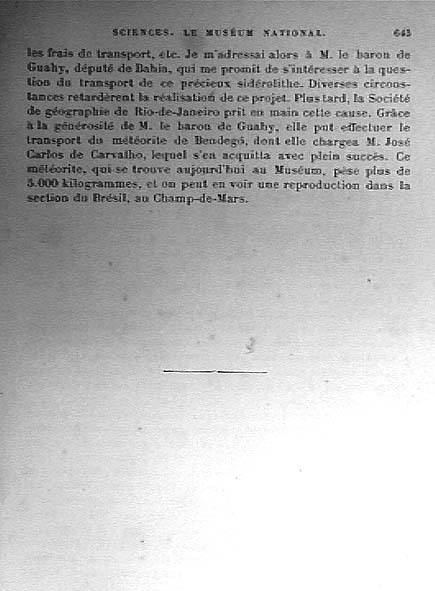 SCIENCES. LE MUSÉUM NATIONAL. 643
les frais de transport, etc. Je m'adressai alors à M. le baron de
Guahy, député de Bahia, qui me promit de s'intéresser à la ques-
tion du transport de ce précieux sidérolithe. Diverses circons-
tances retardèrent la réalisation de ce projet. Plus tard, la Société
de géographie de Rio-de-Janeiro prit en main cette cause. Grâce
à la générosité de M. le baron de Guahy, elle put effectuer le
transport du météorite de Bendegó, dont elle chargea M. José
Carlos de Carvalho, lequel s'en acquitta avec plein succès. Ce
météorite, qui se trouve aujourd'hui au Muséum, pèse plus de
5.000 kilogrammes, et on peut en voir une reproduction dans la
section du Brésil, au Champ-de-Mars.